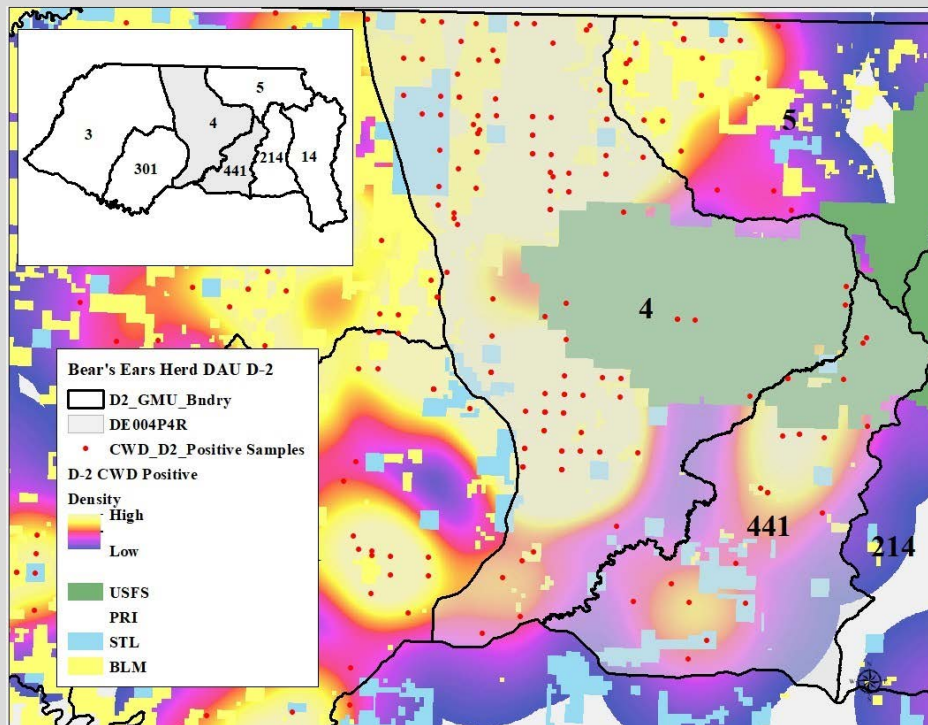 3
5
4
301
441
214
14
5
4
441
214
Bear's Ears Herd DAU D-2
D2_GMU_Bndry
DE004P4R
CWD_D2_Positive Samples
D-2 CWD Positive
Density
High
Low
USFS
PRI
STL
BLM